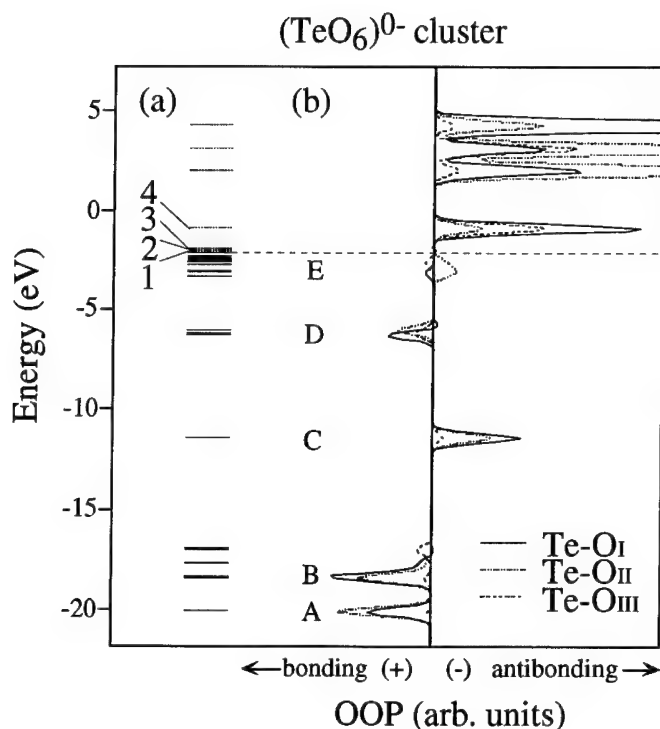 (TeO6)0- cluster
(a) (b)
5
0
-5
-10
-15
-20
Energy (eV)
4
3
2
1
E
D
C
B
A
Te-OI
Te-OII
Te-OIII
bonding (+) (-) antibonding
OOP (arb. units)